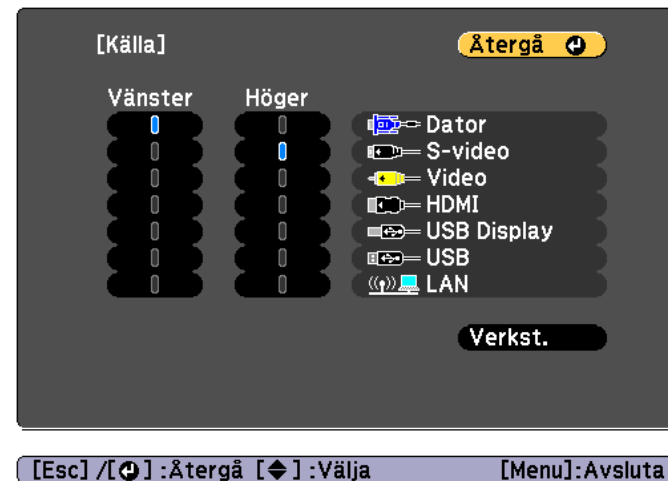 [Källa]
Återgå
Vänster Höger
Dator
S-video
Video
HDMI
USB Display
USB
LAN
Verkst.
[Esc] /[ ] :Återgå [ ] :Välja [Menu]:Avsluta